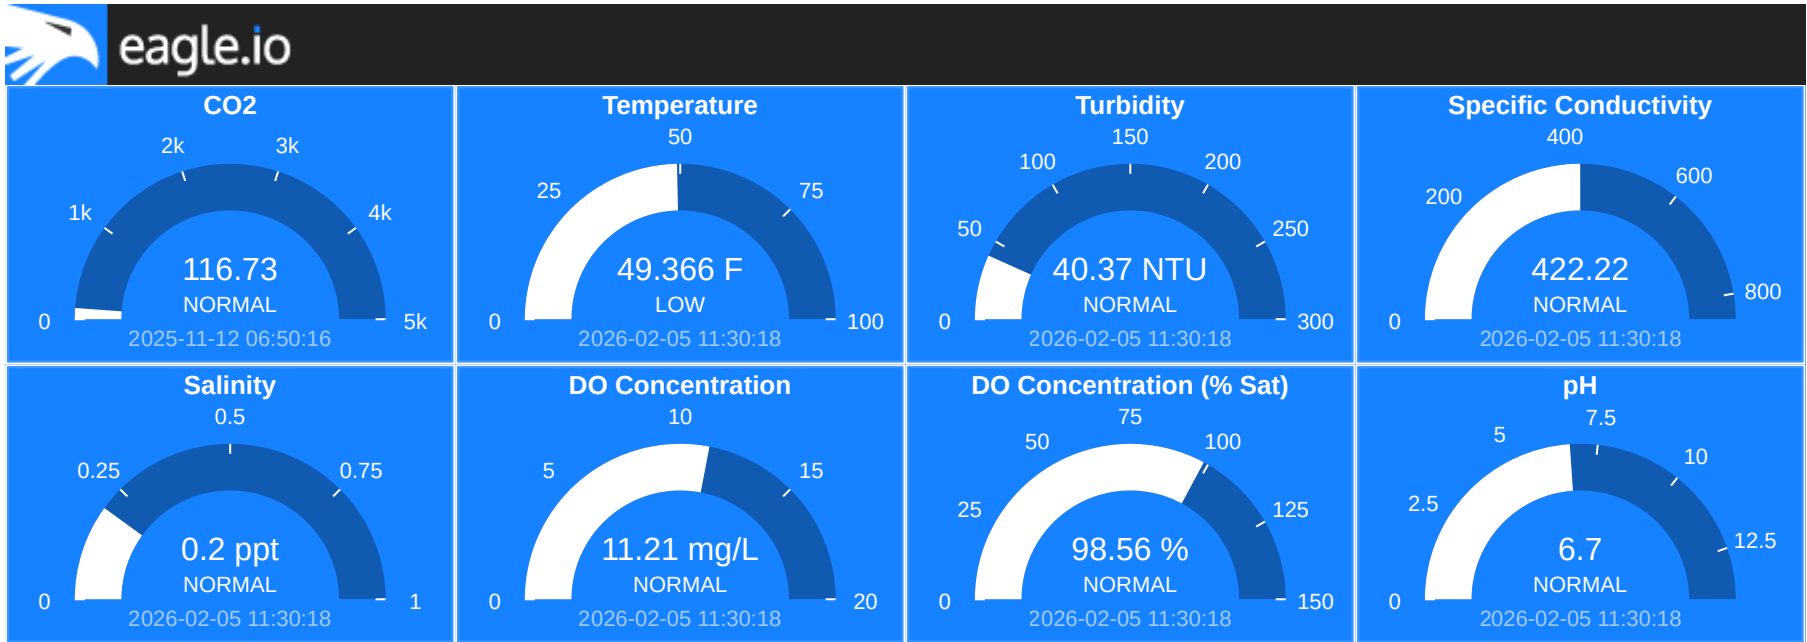 eagle.io
CO2
0
1k
2k
3k
4k
5k
116.73
NORMAL
2025-11-12 06:50:16
Temperature
0
25
50
75
100
49.366 F
LOW
2026-02-05 11:30:18
Turbidity
0
50
100
150
200
250
300
40.37 NTU
NORMAL
2026-02-05 11:30:18
Specific Conductivity
0
200
400
600
800
422.22
NORMAL
2026-02-05 11:30:18
Salinity
0
0.25
0.5
0.75
1
0.2 ppt
NORMAL
2026-02-05 11:30:18
DO Concentration
0
5
10
15
20
11.21 mg/L
NORMAL
2026-02-05 11:30:18
DO Concentration (% Sat)
0
25
50
75
100
125
150
98.56 %
NORMAL
2026-02-05 11:30:18
pH
0
2.5
5
7.5
10
12.5
6.7
NORMAL
2026-02-05 11:30:18